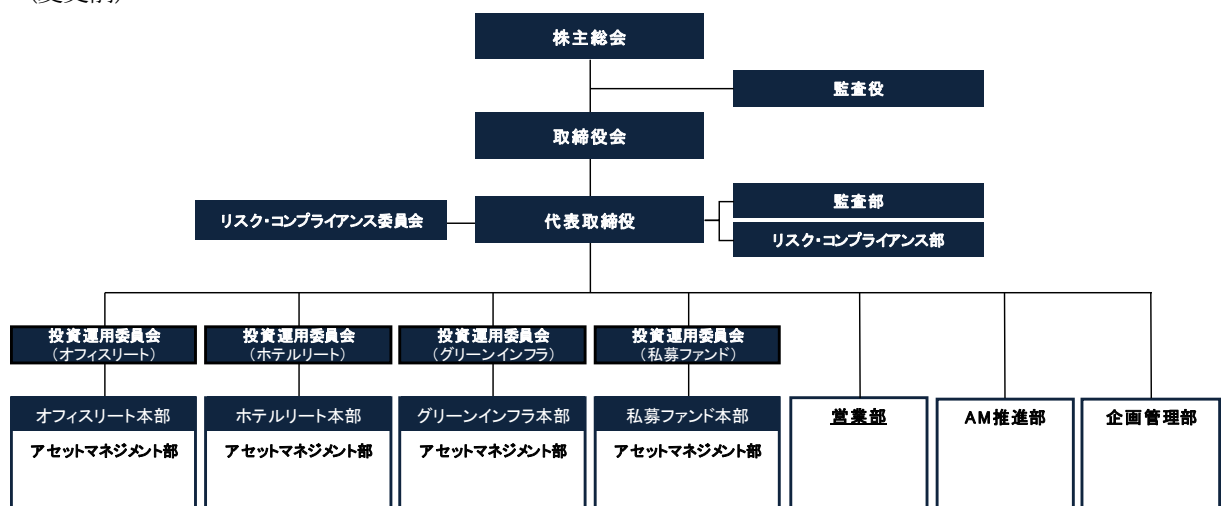 (変更前)
株主総会
監査役
取締役会
監査部
リスク・コンプライアンス委員会
代表取締役
リスク・コンプライアンス部
投資運用委員会
(オフィスリート)
投資運用委員会
(ホテルリート)
投資運用委員会
(グリーンインフラ)
投資運用委員会
(私募ファンド)
オフィスリート本部
アセットマネジメント部
ホテルリート本部
アセットマネジメント部
グリーンインフラ本部
アセットマネジメント部
私募ファンド本部
アセットマネジメント部
営業部
AM推進部
企画管理部